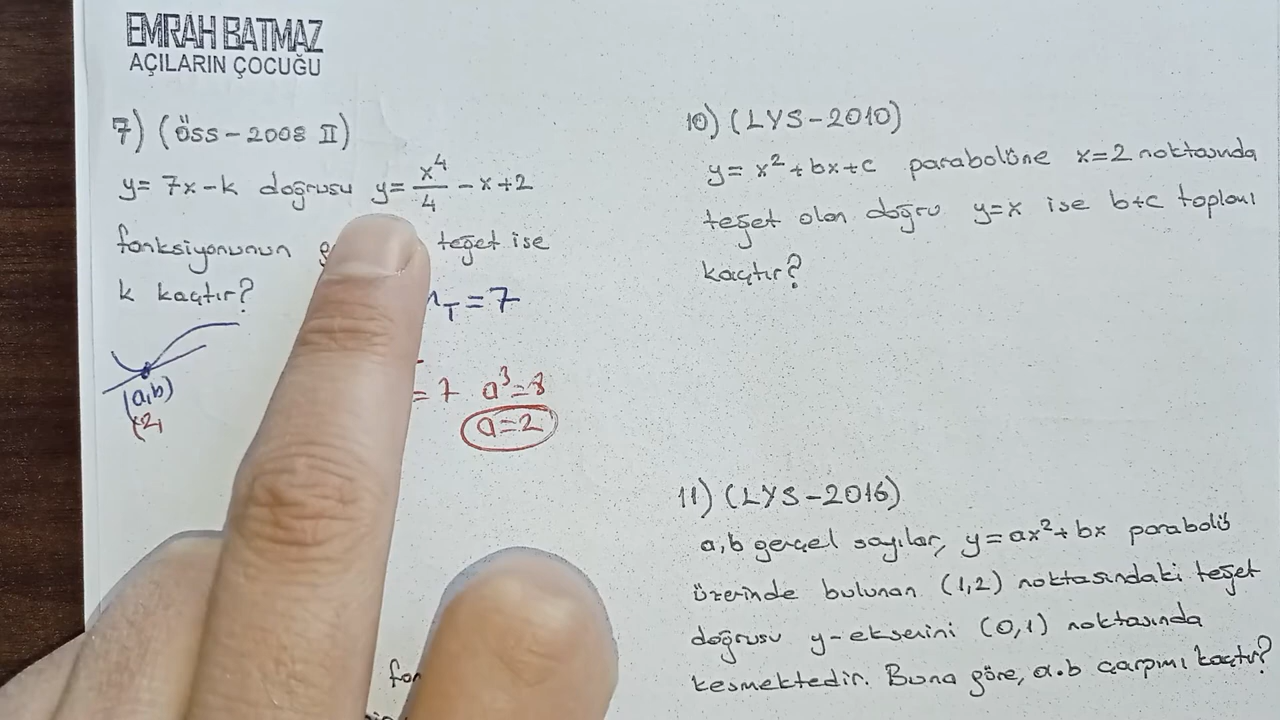 EMRAH BATMAZ
AÇILARIN ÇOCUĞU
7) (ÖSS-2008 II)
y= 7x-k doğrusu y= x⁴/4 -x+2
fonksiyonunun teğet ise
k kaçtır?
T=7
=7 a³=8
a=2
(a,b)
(2,
for
10) (LYS-2010)
y= x²+bx+c parabolüne x=2 noktasında
teğet olan doğru y=x ise b+c toplamı
kaçtır?
11) (LYS-2016)
a,b gerçel sayılar, y=ax²+bx parabolü
üzerinde bulunan (1,2) noktasındaki teğet
doğrusu y-eksenini (0,1) noktasında
kesmektedir. Buna göre, a.b çarpımı kaçtır?